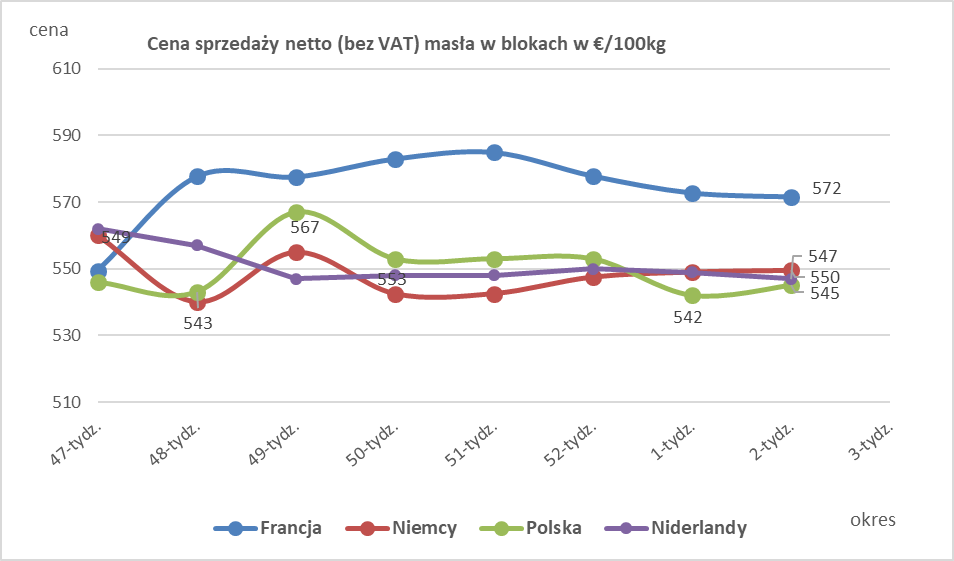 cena
Cena sprzedaży netto (bez VAT) masła w blokach w €/100kg
610
590
570
550
530
510
549
543
567
553
542
572
547
550
545
47-tydz.
48-tydz.
49-tydz.
50-tydz.
51-tydz.
52-tydz.
1-tydz.
2-tydz.
3-tydz.
okres
Francja
Niemcy
Polska
Niderlandy